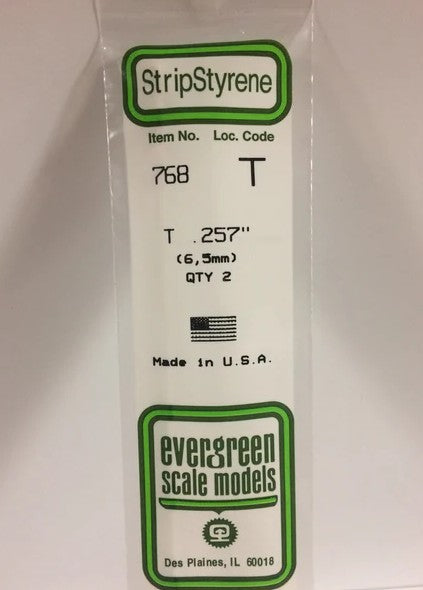 StripStyrene
Item No. Loc. Code
768 T
T .257"
(6,5mm)
QTY 2
Made in U.S.A.
evergreen
scale models
Des Plaines, IL 60018